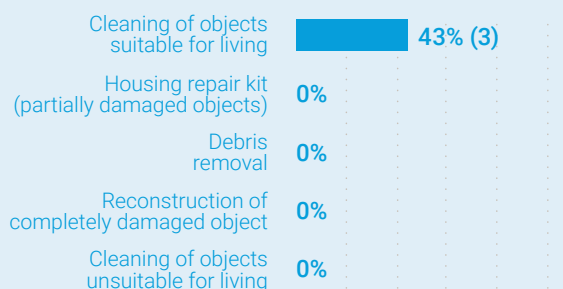 Cleaning of objects
suitable for living
43% (3)
Housing repair kit
(partially damaged objects)
0%
Debris
removal
0%
Reconstruction of
completely damaged object
0%
Cleaning of objects
unsuitable for living
0%